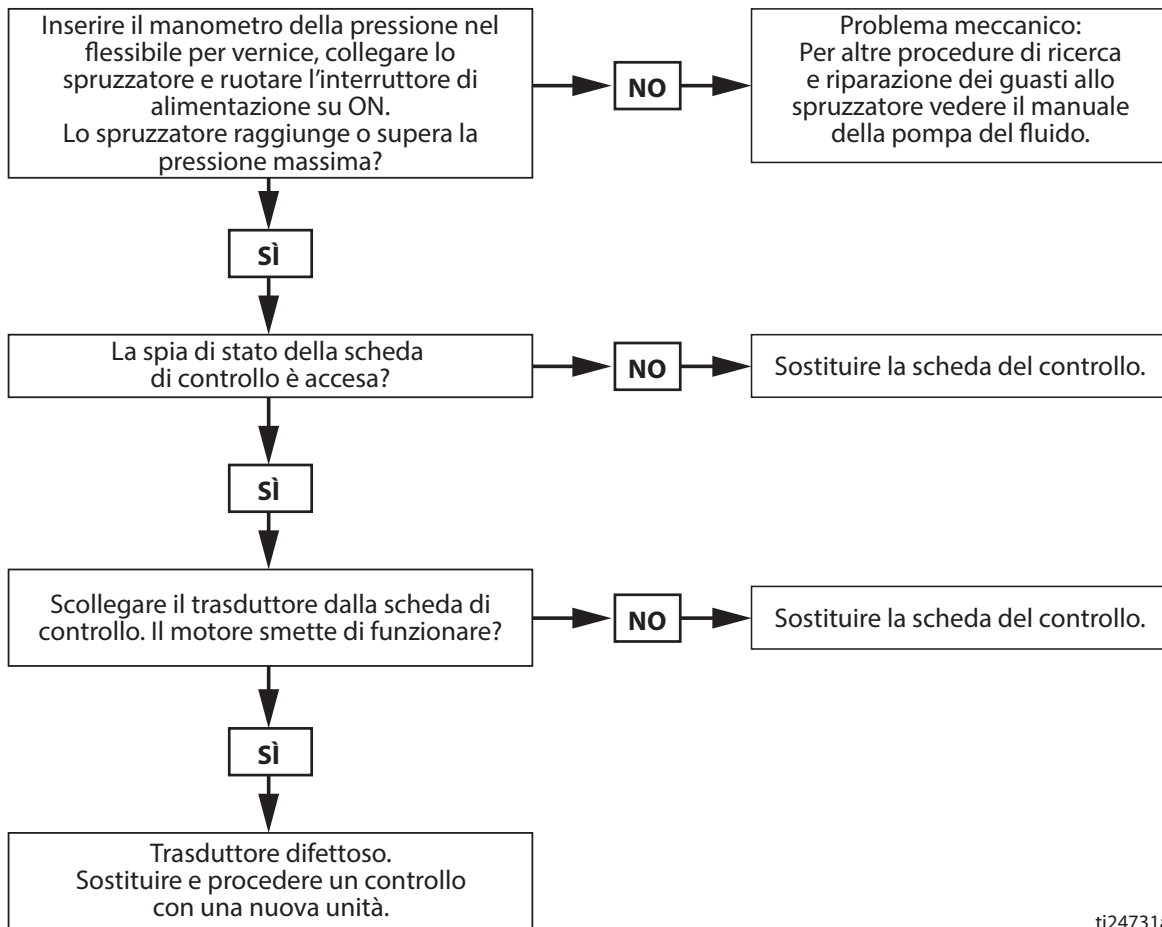 Inserire il manometro della pressione nel
flessibile per vernice, collegare lo
spruzzatore e ruotare l'interruttore di
alimentazione su ON.
Lo spruzzatore raggiunge o supera la
pressione massima?
NO
Problema meccanico:
Per altre procedure di ricerca
e riparazione dei guasti allo
spruzzatore vedere il manuale
della pompa del fluido.
SÌ
La spia di stato della scheda
di controllo è accesa?
NO
Sostituire la scheda del controllo.
SÌ
Scollegare il trasduttore dalla scheda di
controllo. Il motore smette di funzionare?
NO
Sostituire la scheda del controllo.
SÌ
Trasduttore difettoso.
Sostituire e procedere un controllo
con una nuova unità.
ti24731a